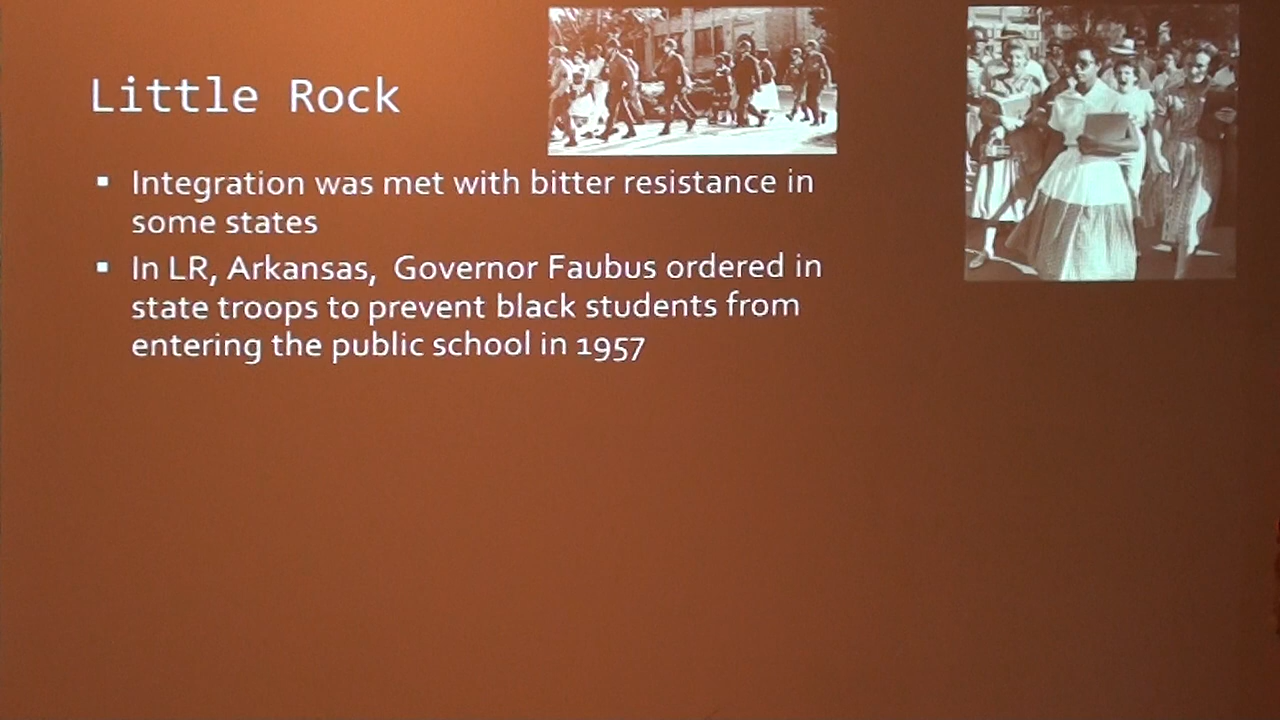 Little Rock
▪ Integration was met with bitter resistance in
some states
▪ In LR, Arkansas,  Governor Faubus ordered in
state troops to prevent black students from
entering the public school in 1957